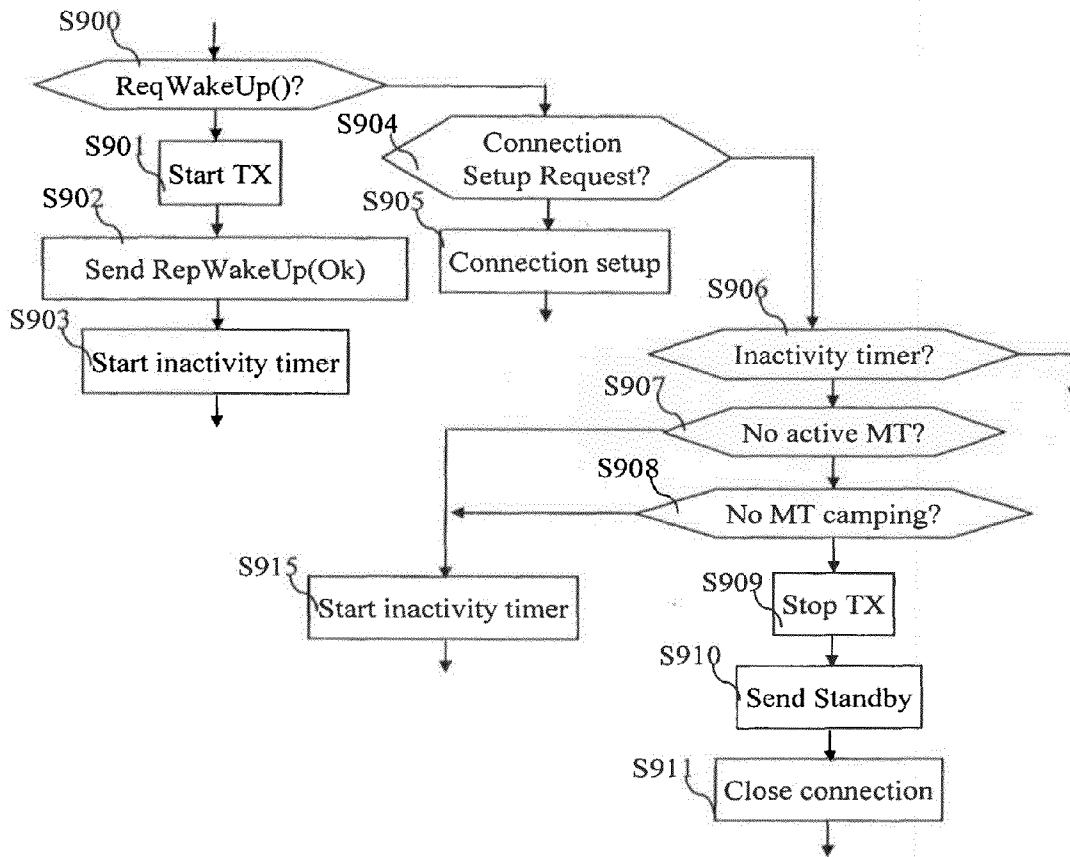 S900
ReqWakeUp()?
S901
Start TX
S902
Send RepWakeUp(Ok)
S903
Start inactivity timer
S904
Connection
Setup Request?
S905
Connection setup
S906
Inactivity timer?
S907
No active MT?
S908
No MT camping?
S915
Start inactivity timer
S909
Stop TX
S910
Send Standby
S911
Close connection